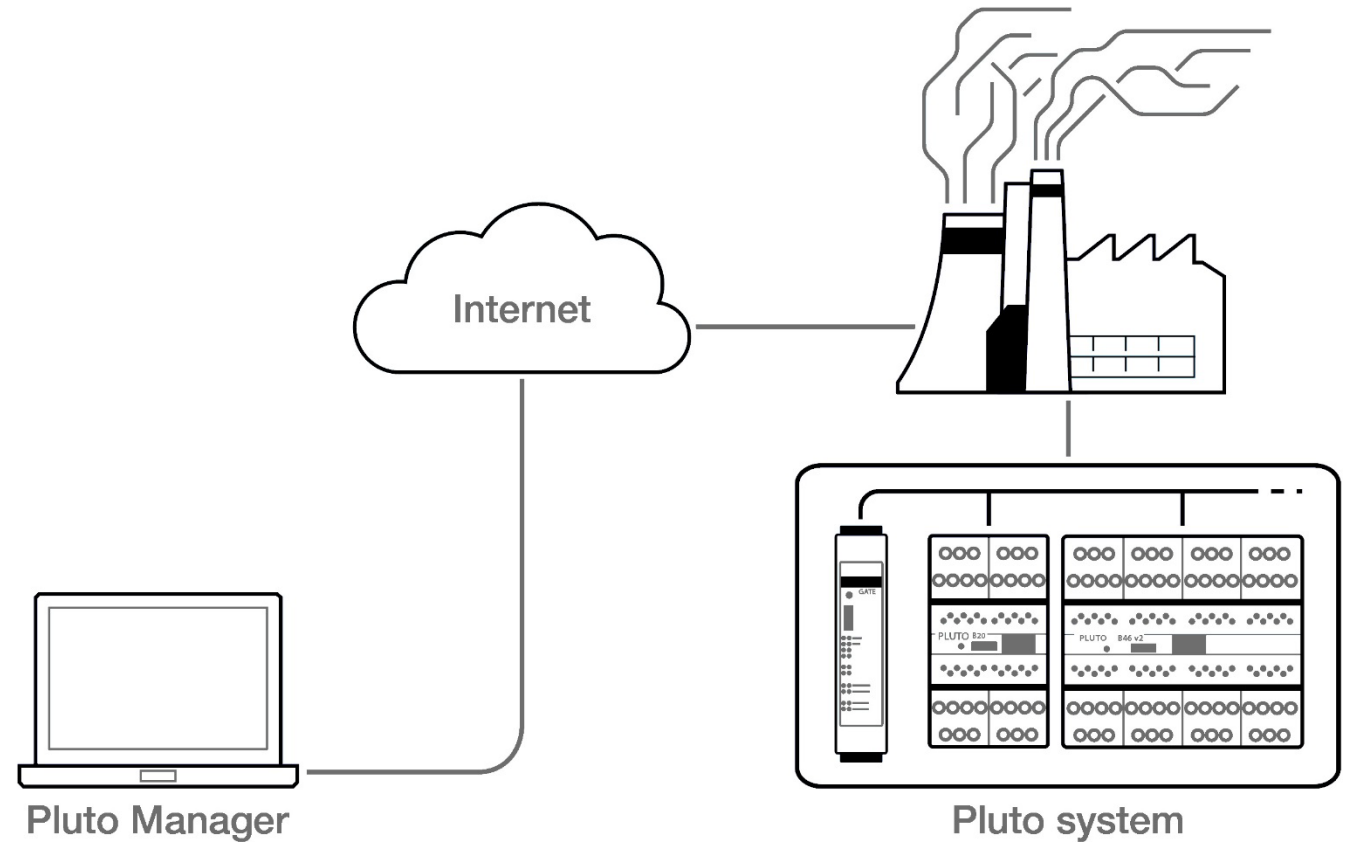 Internet
GATE
PLUTO B20
PLUTO B46 v2
Pluto Manager
Pluto system